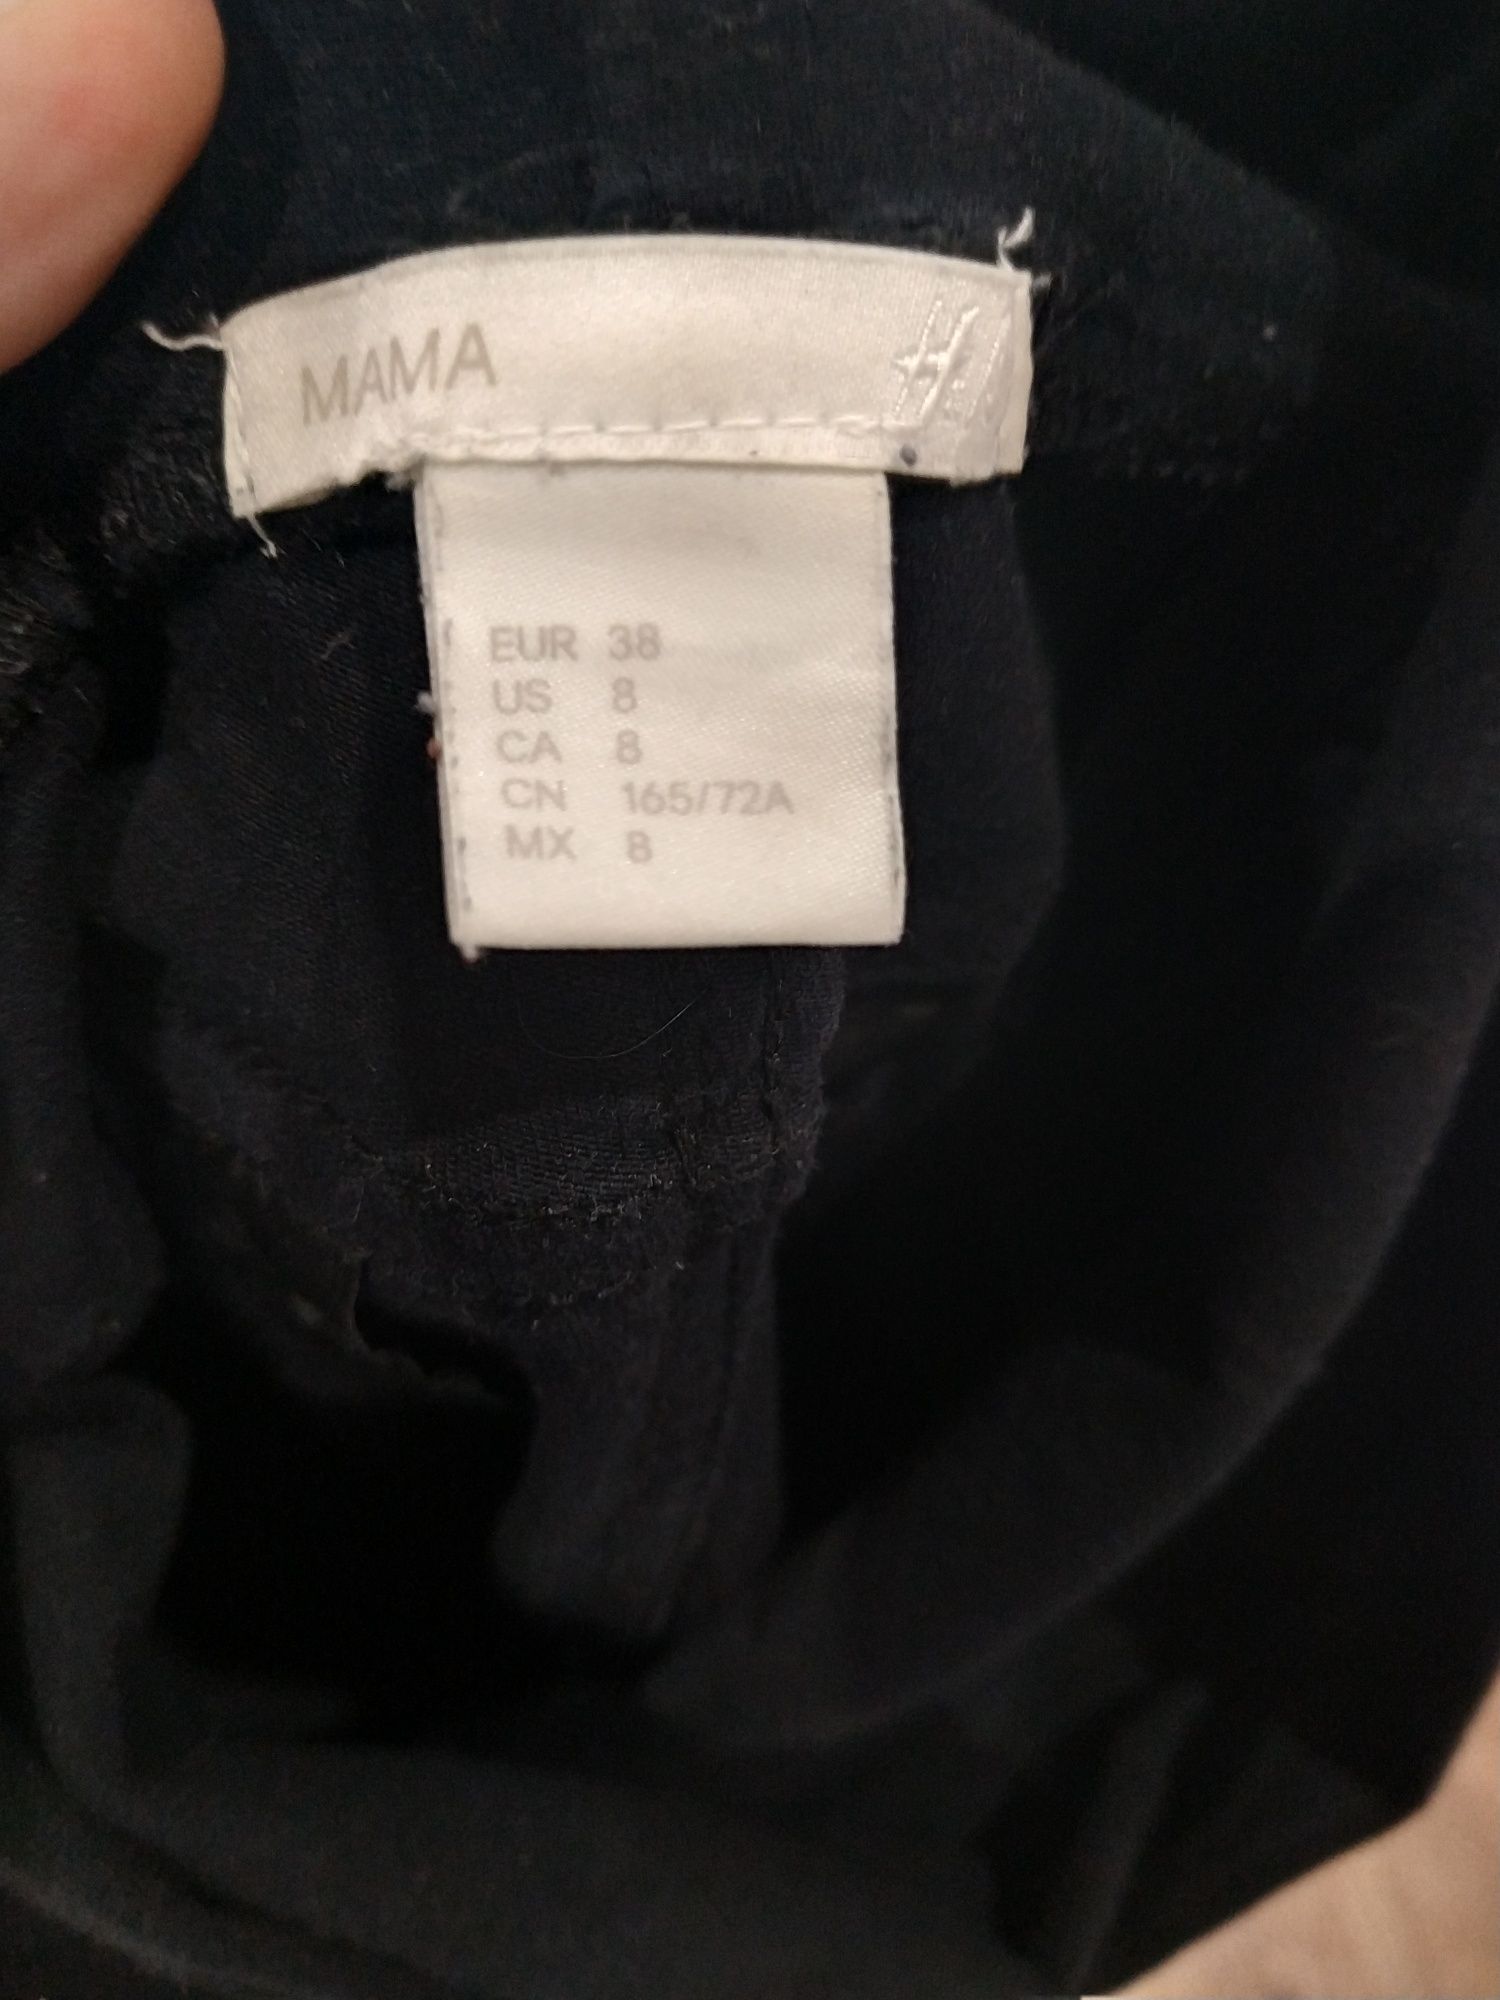 MAMA H&M
EUR 38
US 8
CA 8
CN 165/72A
MX 8